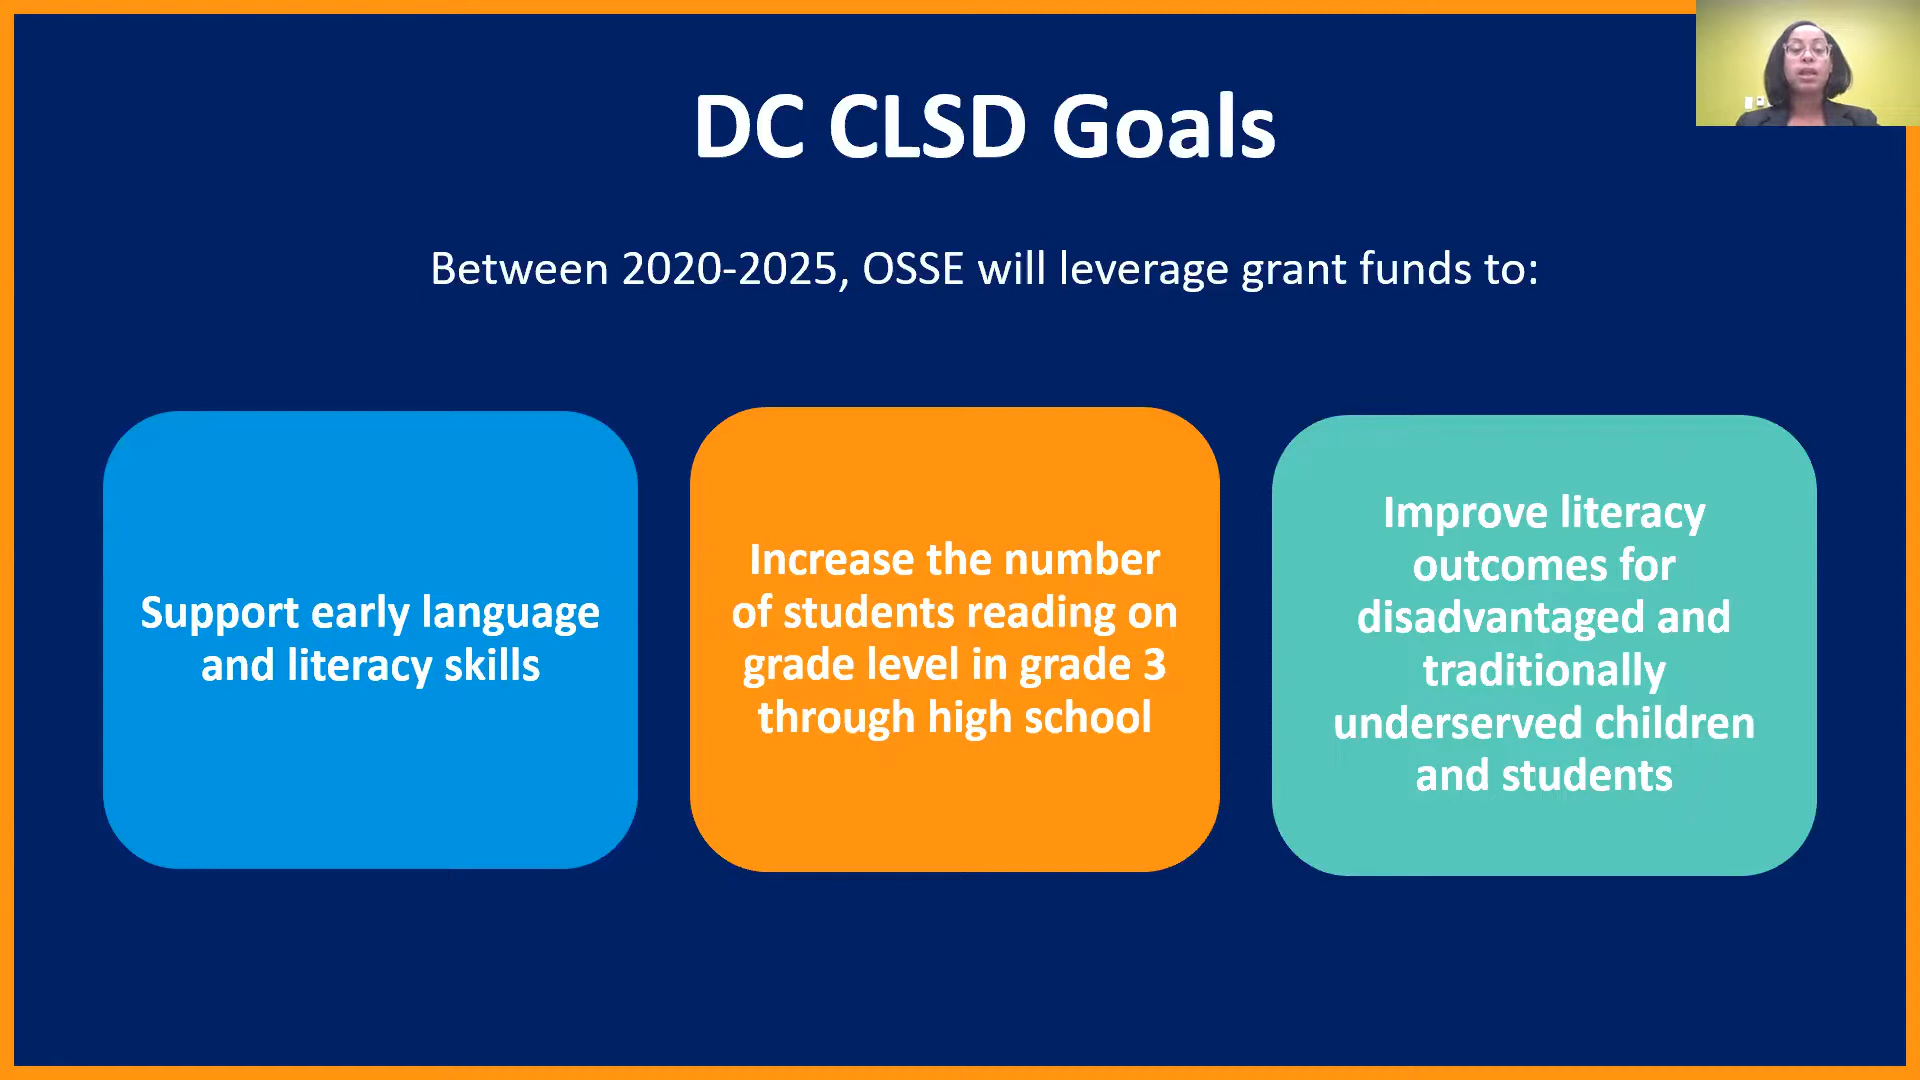 DC CLSD Goals
Between 2020-2025, OSSE will leverage grant funds to:
Support early language
and literacy skills
Increase the number
of students reading on
grade level in grade 3
through high school
Improve literacy
outcomes for
disadvantaged and
traditionally
underserved children
and students